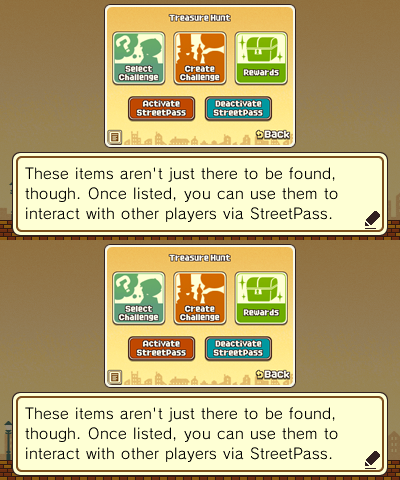 Treasure Hunt
Select
Challenge
Create
Challenge
Rewards
Activate
StreetPass
Deactivate
StreetPass
Back
These items aren't just there to be found,
though. Once listed, you can use them to
interact with other players via StreetPass.
Treasure Hunt
Select
Challenge
Create
Challenge
Rewards
Activate
StreetPass
Deactivate
StreetPass
Back
These items aren't just there to be found,
though. Once listed, you can use them to
interact with other players via StreetPass.